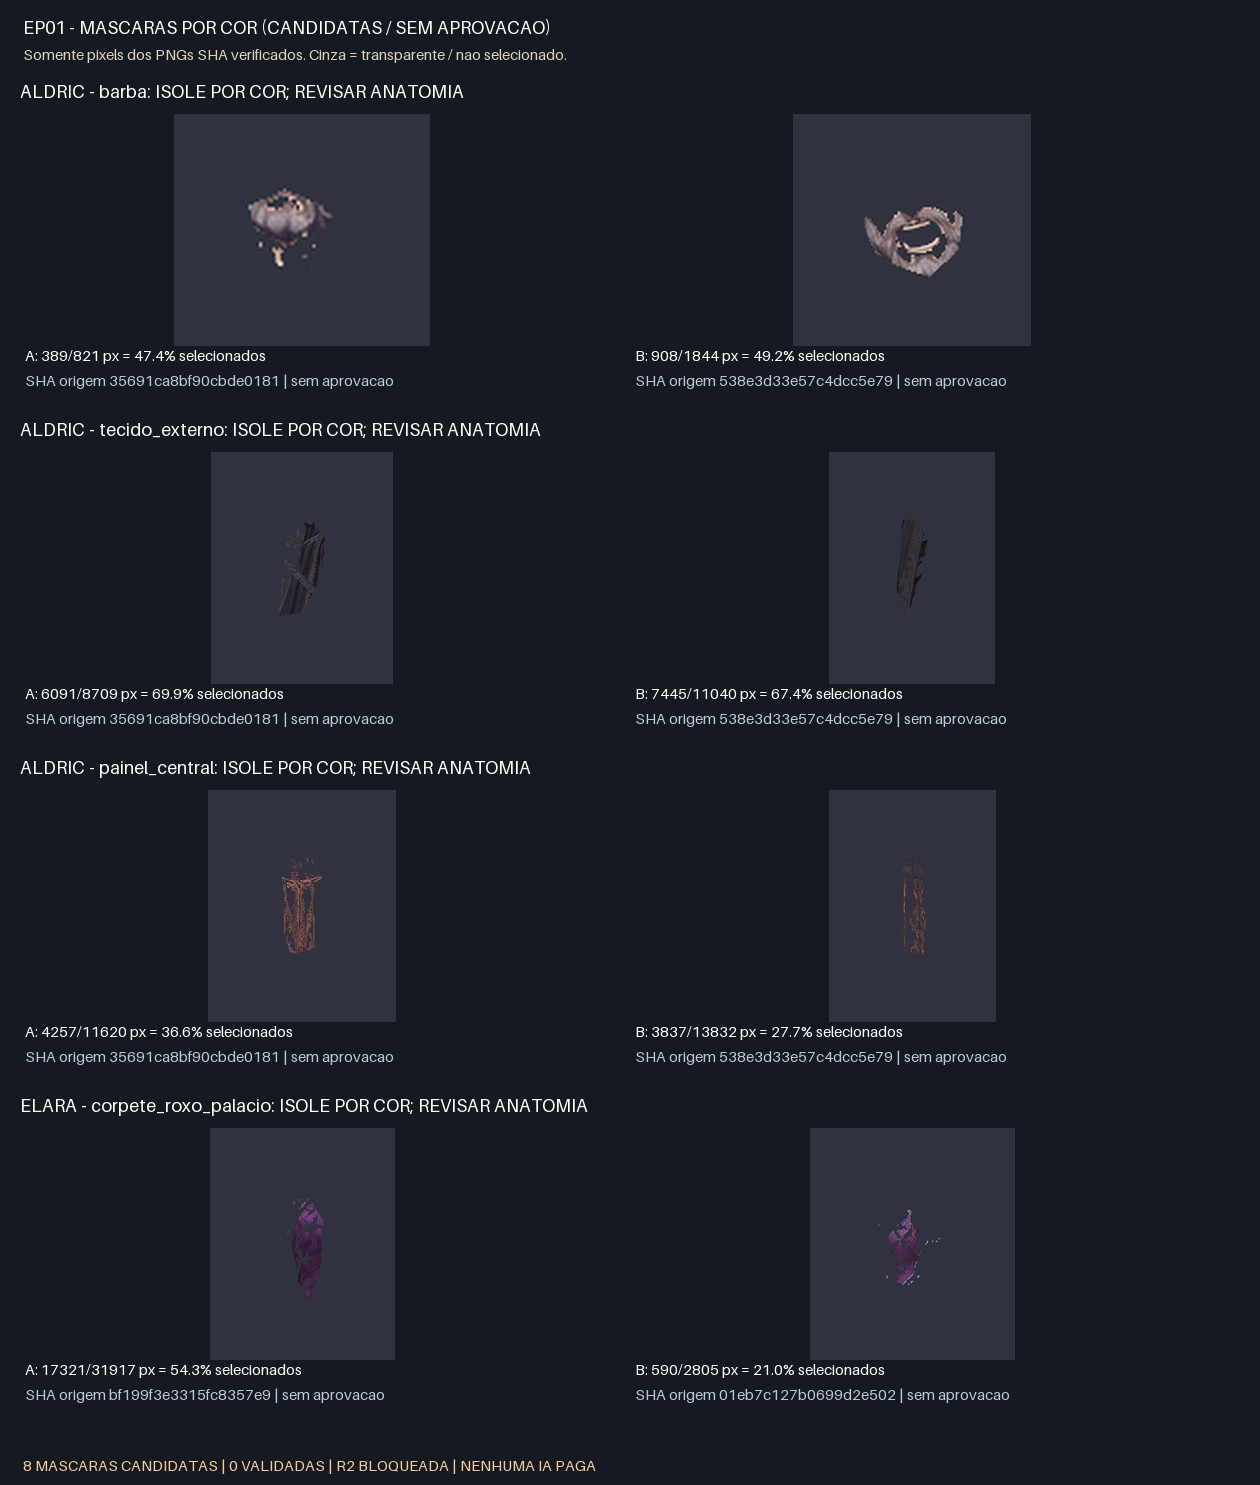 EP01 - MASCARAS POR COR (CANDIDATAS / SEM APROVACAO)
Somente pixels dos PNGs SHA verificados. Cinza = transparente / nao selecionado.
ALDRIC - barba: ISOLE POR COR; REVISAR ANATOMIA
A: 389/821 px = 47.4% selecionados
B: 908/1844 px = 49.2% selecionados
SHA origem 35691ca8bf90cbde0181 | sem aprovacao
SHA origem 538e3d33e57c4dcc5e79 | sem aprovacao
ALDRIC - tecido_externo: ISOLE POR COR; REVISAR ANATOMIA
A: 6091/8709 px = 69.9% selecionados
B: 7445/11040 px = 67.4% selecionados
SHA origem 35691ca8bf90cbde0181 | sem aprovacao
SHA origem 538e3d33e57c4dcc5e79 | sem aprovacao
ALDRIC - painel_central: ISOLE POR COR; REVISAR ANATOMIA
A: 4257/11620 px = 36.6% selecionados
B: 3837/13832 px = 27.7% selecionados
SHA origem 35691ca8bf90cbde0181 | sem aprovacao
SHA origem 538e3d33e57c4dcc5e79 | sem aprovacao
ELARA - corpete_roxo_palacio: ISOLE POR COR; REVISAR ANATOMIA
A: 17321/31917 px = 54.3% selecionados
B: 590/2805 px = 21.0% selecionados
SHA origem bf199f3e3315fc8357e9 | sem aprovacao
SHA origem 01eb7c127b0699d2e502 | sem aprovacao
8 MASCARAS CANDIDATAS | 0 VALIDADAS | R2 BLOQUEADA | NENHUMA IA PAGA